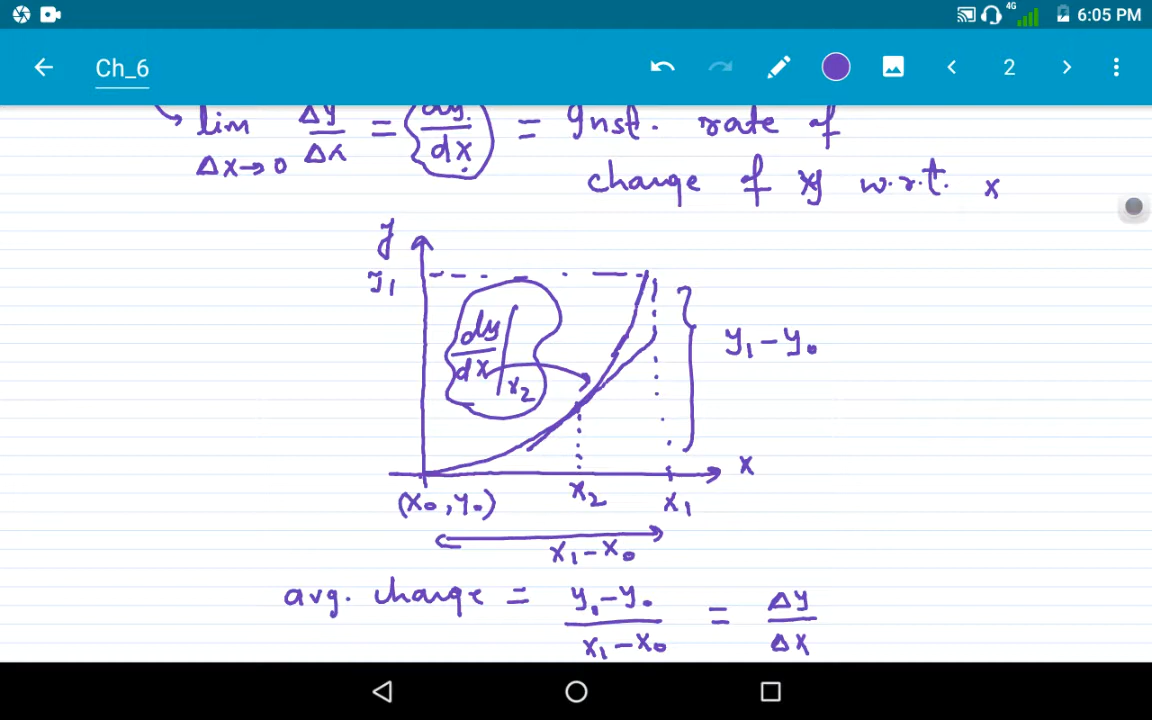 4G 6:05 PM
Ch_6 2
lim Δy/Δx = dy/dx = Inst. rate of
Δx→0
change of y w.r.t. x
y
y₁
dy/dx | x₂
y₁-y₀
x
(x₀,y₀) x₂ x₁
x₁-x₀
avg. change = y₁-y₀/x₁-x₀ = Δy/Δx